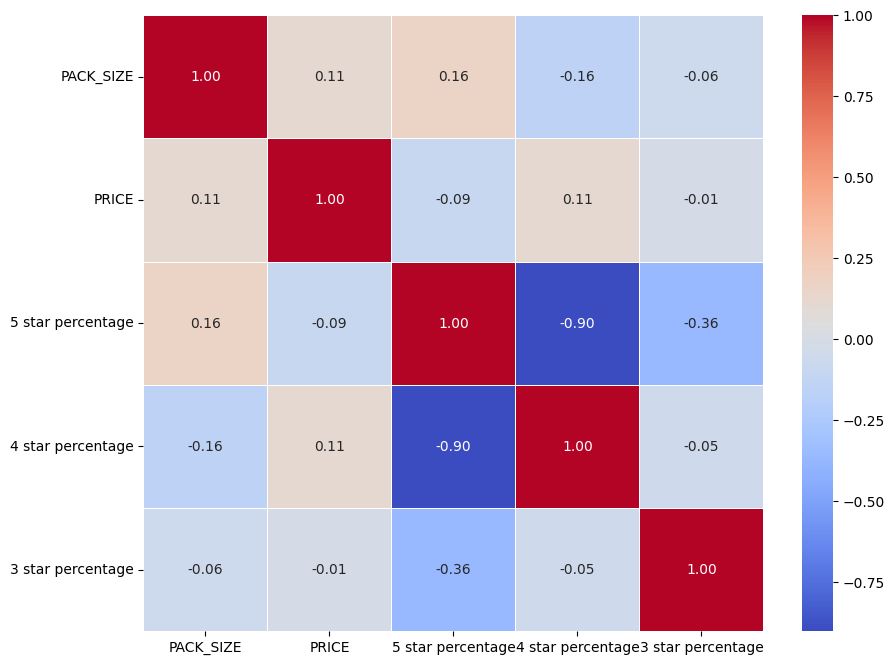 PACK_SIZE 1.00 0.11 0.16 -0.16 -0.06
PRICE 0.11 1.00 -0.09 0.11 -0.01
5 star percentage 0.16 -0.09 1.00 -0.90 -0.36
4 star percentage -0.16 0.11 -0.90 1.00 -0.05
3 star percentage -0.06 -0.01 -0.36 -0.05 1.00
PACK_SIZE PRICE 5 star percentage 4 star percentage 3 star percentage
1.00
0.75
0.50
0.25
0.00
−0.25
−0.50
−0.75